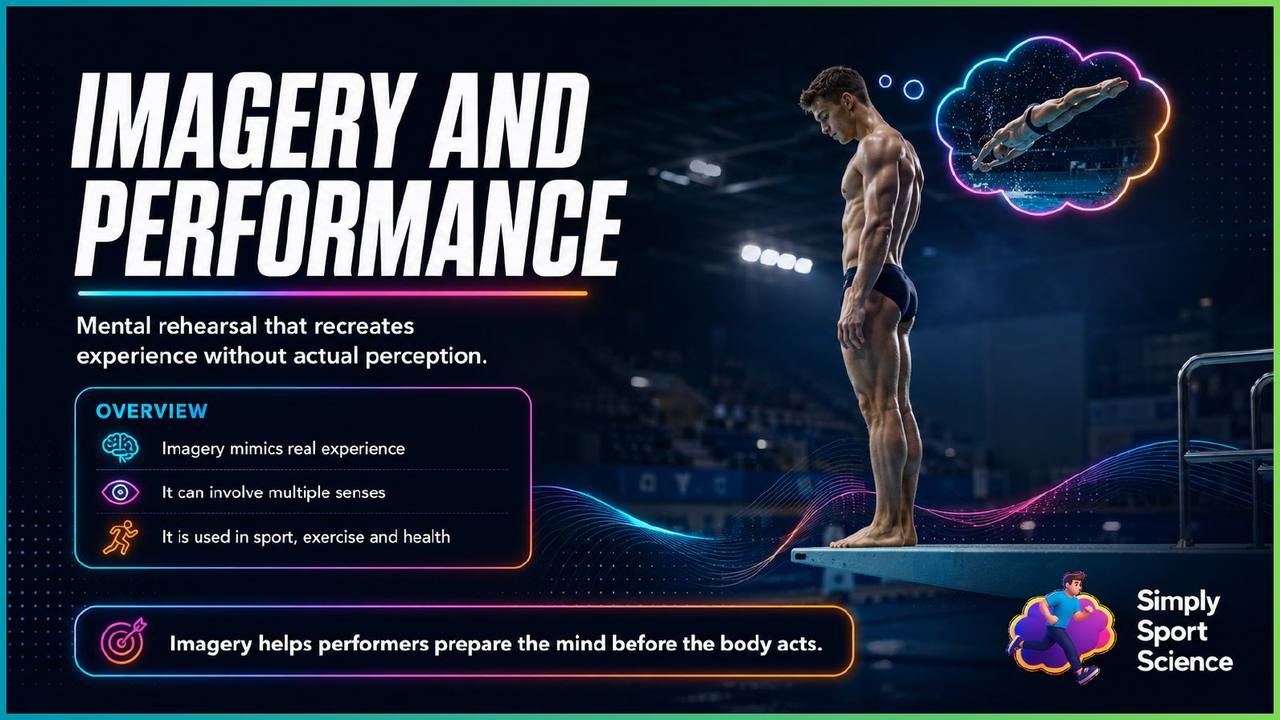 IMAGERY AND
PERFORMANCE
Mental rehearsal that recreates
experience without actual perception.
OVERVIEW
Imagery mimics real experience
It can involve multiple senses
It is used in sport, exercise and health
Imagery helps performers prepare the mind before the body acts.
Simply
Sport
Science